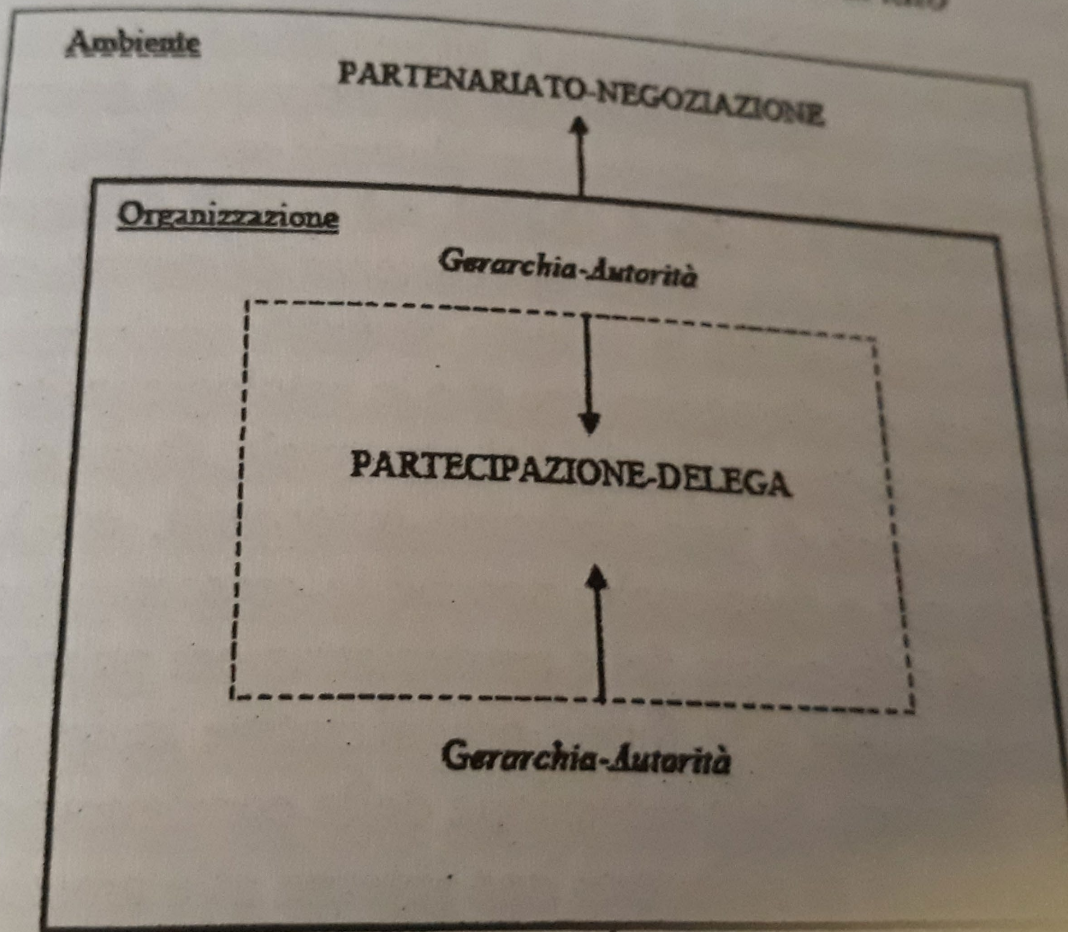 Ambiente
PARTENARIATO-NEGOZIAZIONE
Organizzazione
Gerarchia-Autorità
PARTECIPAZIONE-DELEGA
Gerarchia-Autorità